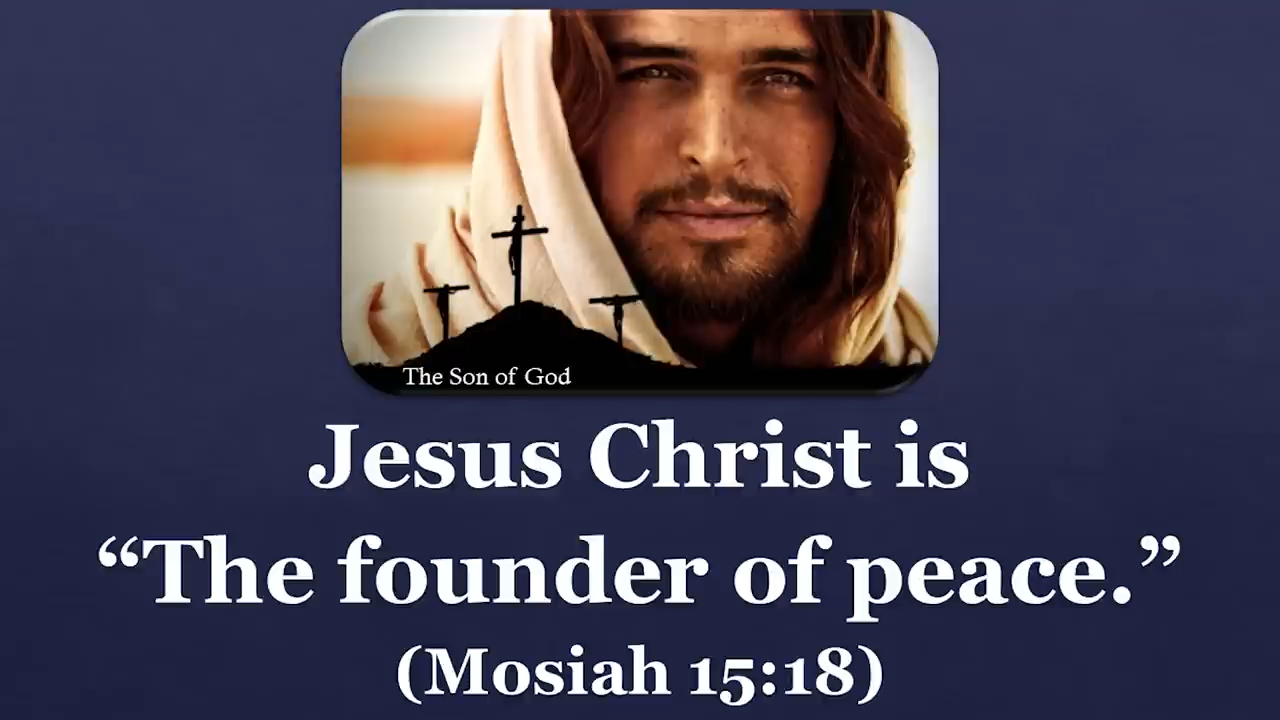 The Son of God
Jesus Christ is
“The founder of peace.”
(Mosiah 15:18)